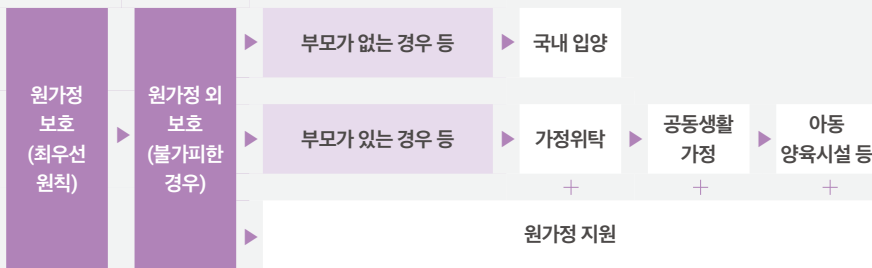 원가정
보호
(최우선
원칙)
원가정 외
보호
(불가피한
경우)
부모가 없는 경우 등
국내 입양
부모가 있는 경우 등
가정위탁
공동생활
가정
아동
양육시설 등
+
+
+
원가정 지원